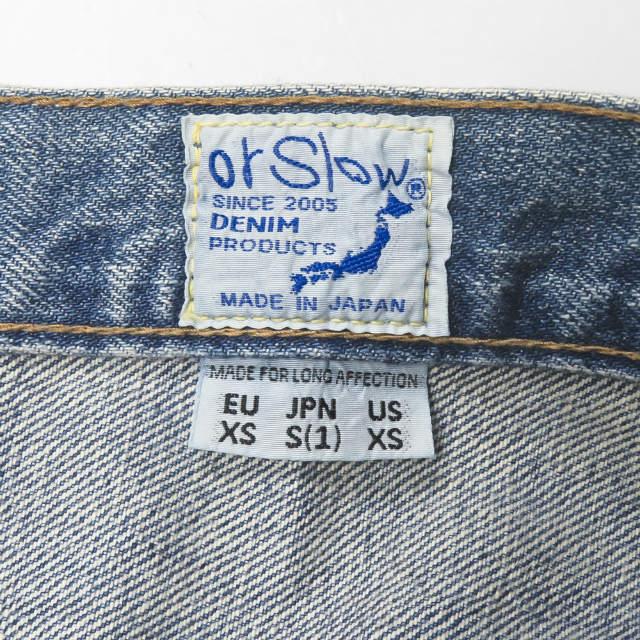 orSlow®
SINCE 2005
DENIM
PRODUCTS
MADE IN JAPAN
MADE FOR LONG AFFECTION
EU JPN US
XS S(1) XS